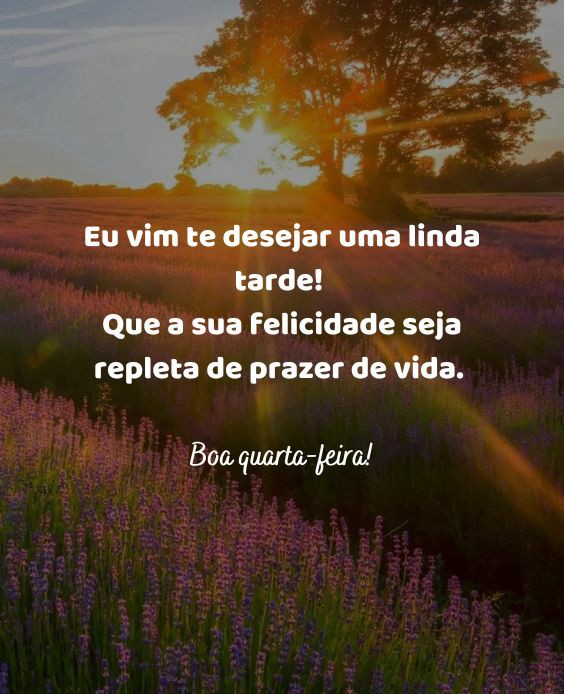 Eu vim te desejar uma linda
tarde!
Que a sua felicidade seja
repleta de prazer de vida.
Boa quarta-feira!